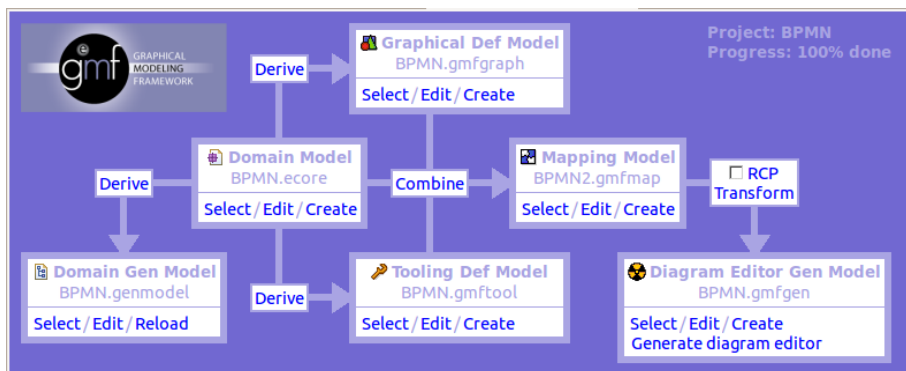 Project: BPMN
Progress: 100% done
e
gmf
GRAPHICAL
MODELING
FRAMEWORK
Derive
Graphical Def Model
BPMN.gmfgraph
Select / Edit / Create
Derive
Domain Model
BPMN.ecore
Select / Edit / Create
Combine
Mapping Model
BPMN2.gmfmap
Select / Edit / Create
RCP
Transform
Domain Gen Model
BPMN.genmodel
Select / Edit / Reload
Derive
Tooling Def Model
BPMN.gmftool
Select / Edit / Create
Diagram Editor Gen Model
BPMN.gmfgen
Select / Edit / Create
Generate diagram editor